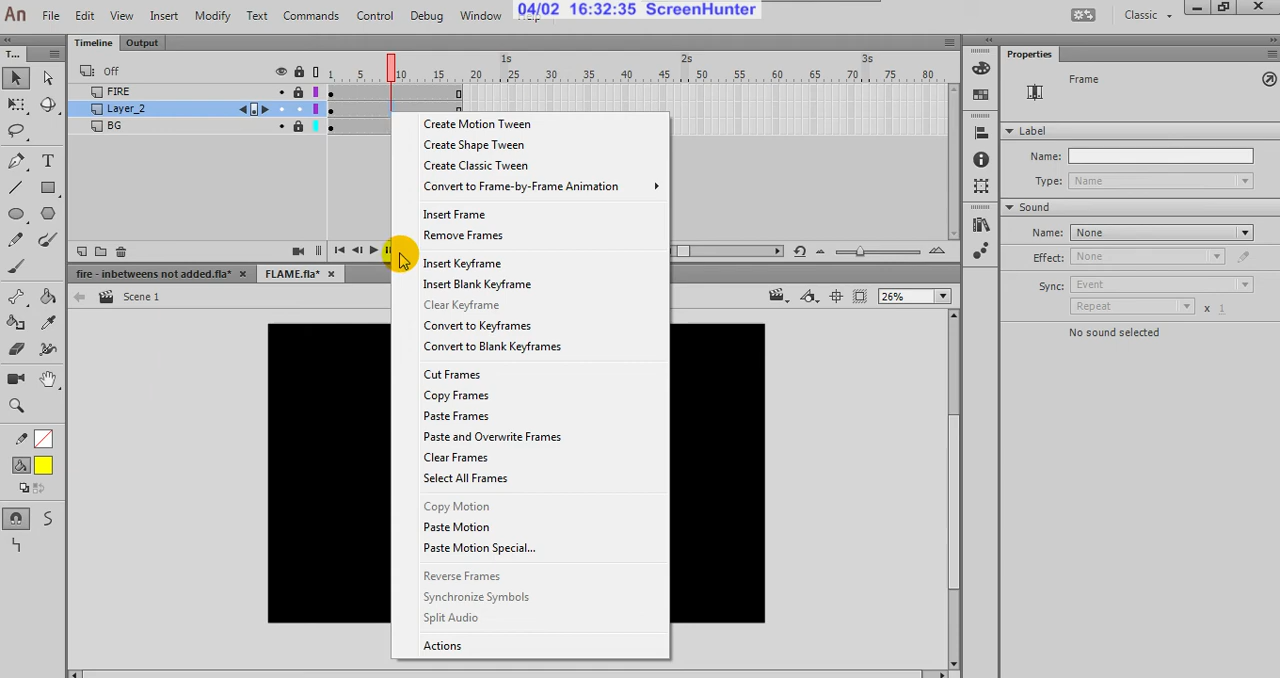 04/02 16:32:35 ScreenHunter
An File Edit View Insert Modify Text Commands Control Debug Window Help Classic
T... Timeline Output Properties
Off 1s 2s 3s Frame
1 5 10 15 20 25 30 35 40 45 50 55 60 65 70 75 80
FIRE
Layer_2
BG
Label
Name:
Type: Name
Sound
Name: None
Effect: None
Sync: Event
Repeat x 1
No sound selected
Create Motion Tween
Create Shape Tween
Create Classic Tween
Convert to Frame-by-Frame Animation
Insert Frame
Remove Frames
Insert Keyframe
Insert Blank Keyframe
Clear Keyframe
Convert to Keyframes
Convert to Blank Keyframes
Cut Frames
Copy Frames
Paste Frames
Paste and Overwrite Frames
Clear Frames
Select All Frames
Copy Motion
Paste Motion
Paste Motion Special...
Reverse Frames
Synchronize Symbols
Split Audio
Actions
fire - inbetweens not added.fla* FLAME.fla*
Scene 1 26%